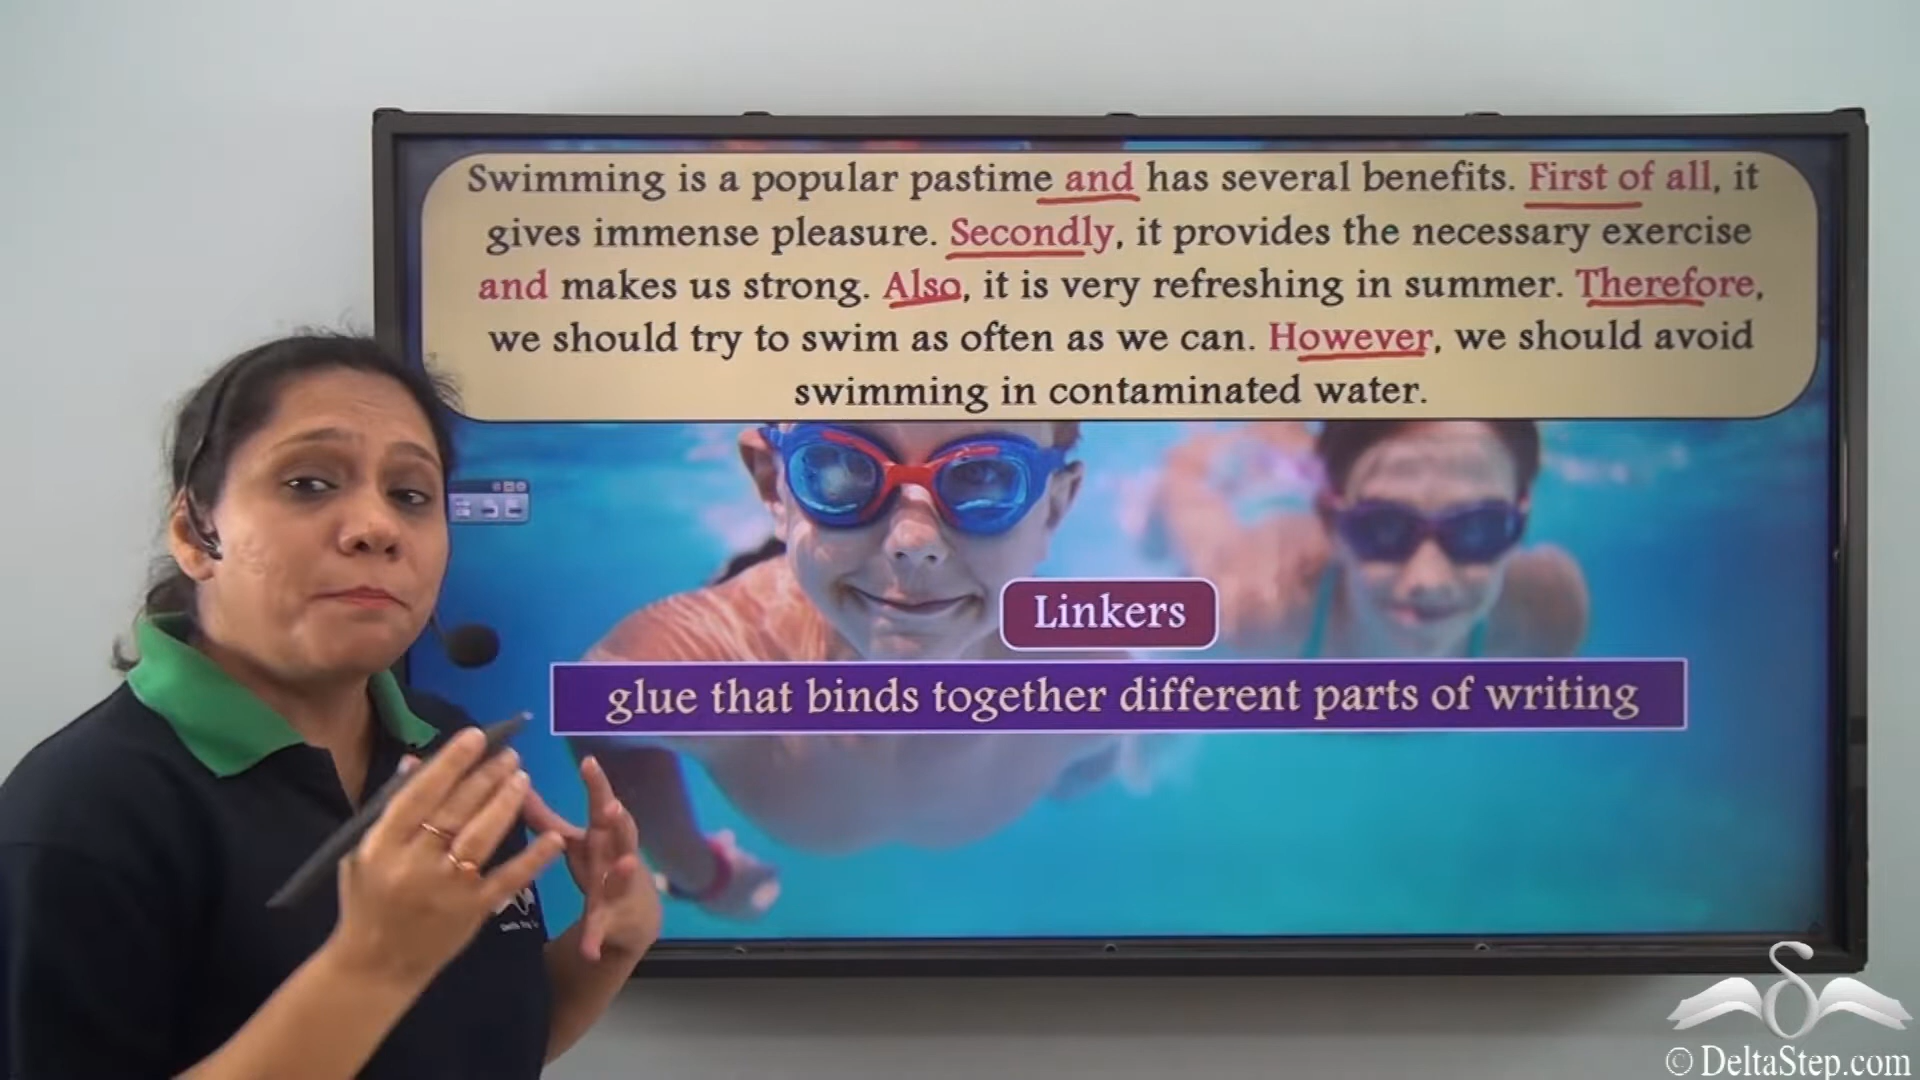 Swimming is a popular pastime and has several benefits. First of all, it
gives immense pleasure. Secondly, it provides the necessary exercise
and makes us strong. Also, it is very refreshing in summer. Therefore,
we should try to swim as often as we can. However, we should avoid
swimming in contaminated water.
Linkers
glue that binds together different parts of writing
© DeltaStep.com